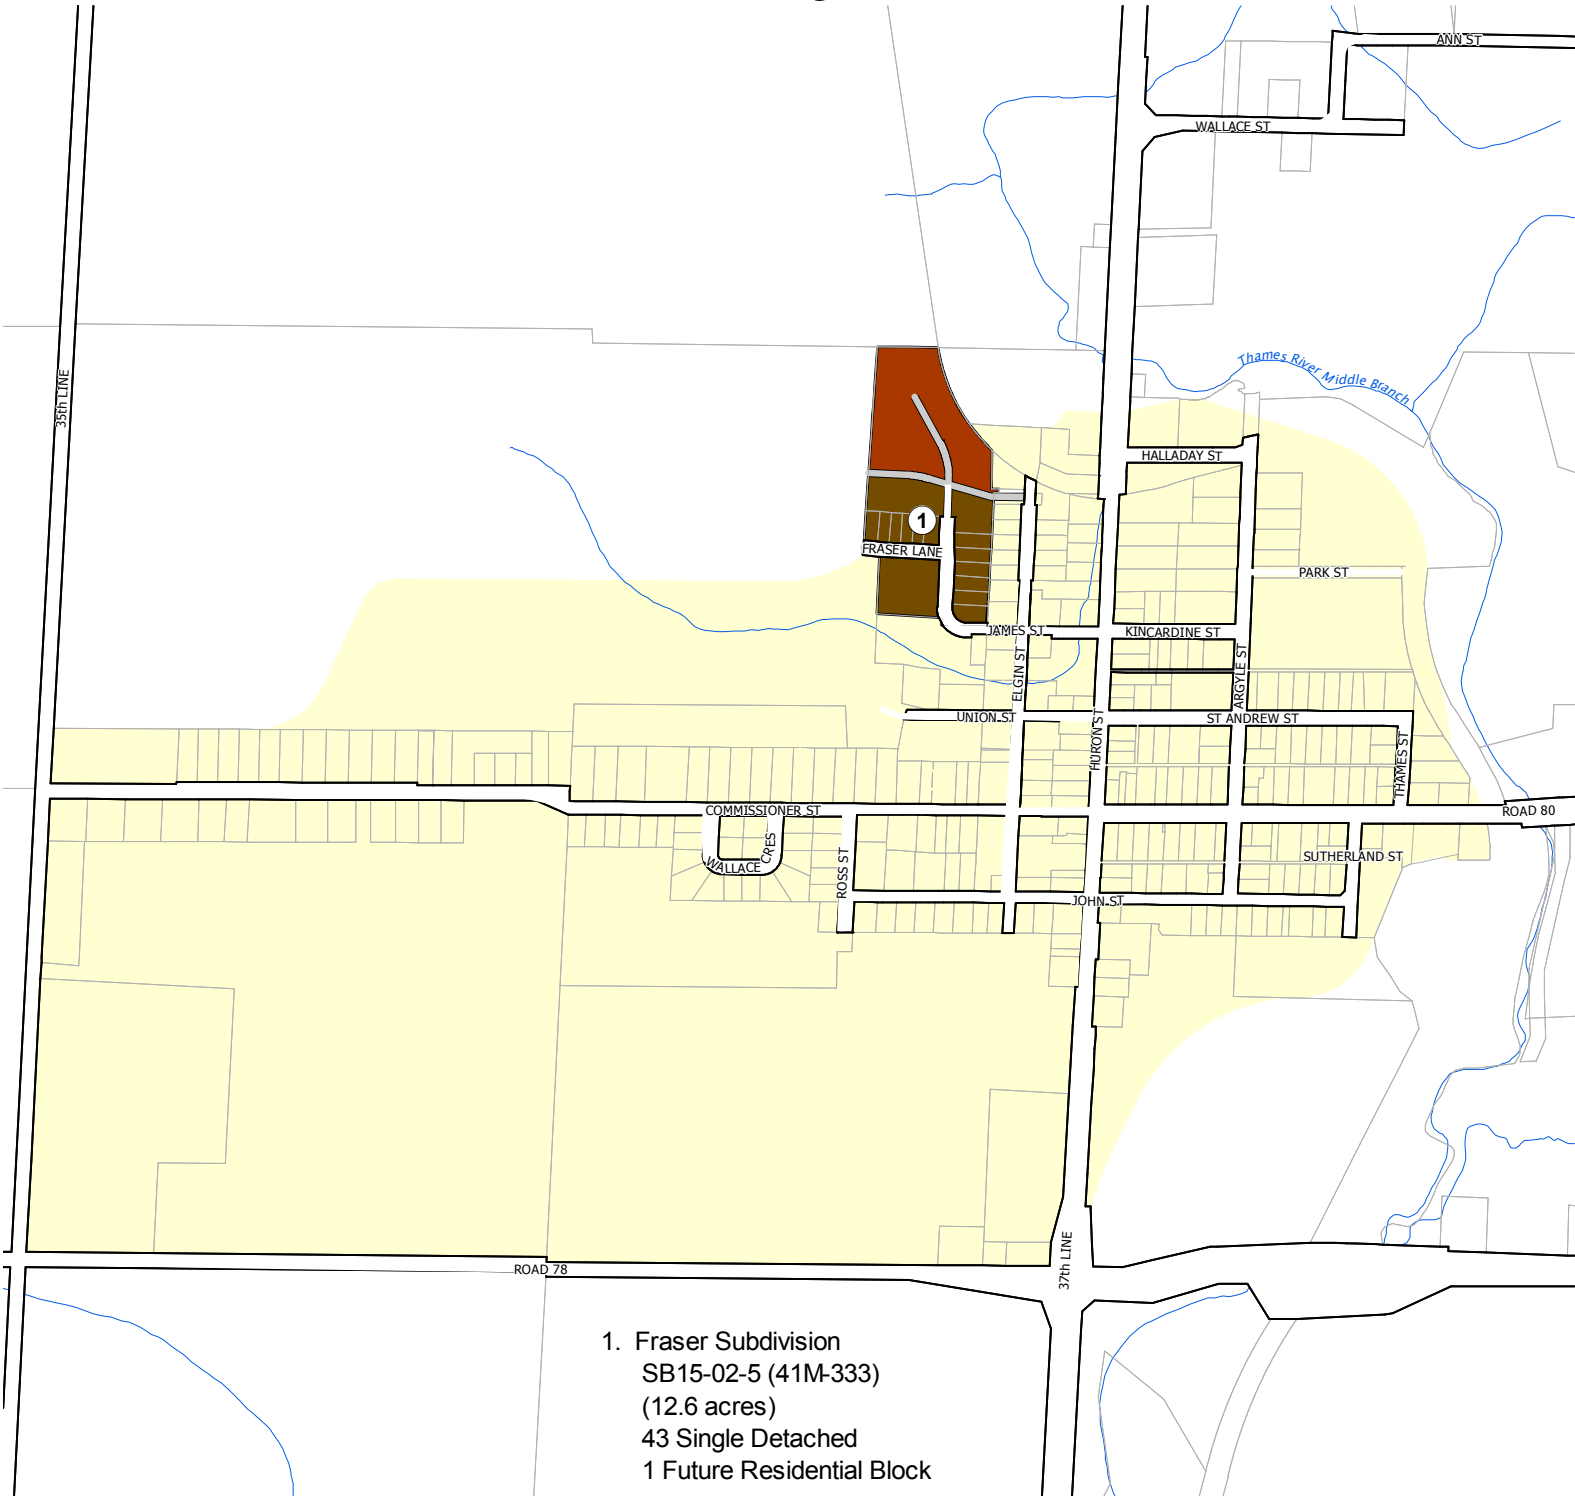 ANN ST
WALLACE ST
Thames River Middle Branch
35th LINE
HALLADAY ST
1
FRASER LANE
PARK ST
JAMES ST
KINCARDINE ST
ELGIN ST
ARGYLE ST
UNION ST
HURON ST
ST ANDREW ST
THAMES ST
COMMISSIONER ST
ROAD 80
WALLACE CRES
ROSS ST
SUTHERLAND ST
JOHN ST
37th LINE
ROAD 78
1. Fraser Subdivision
SB15-02-5 (41M-333)
(12.6 acres)
43 Single Detached
1 Future Residential Block